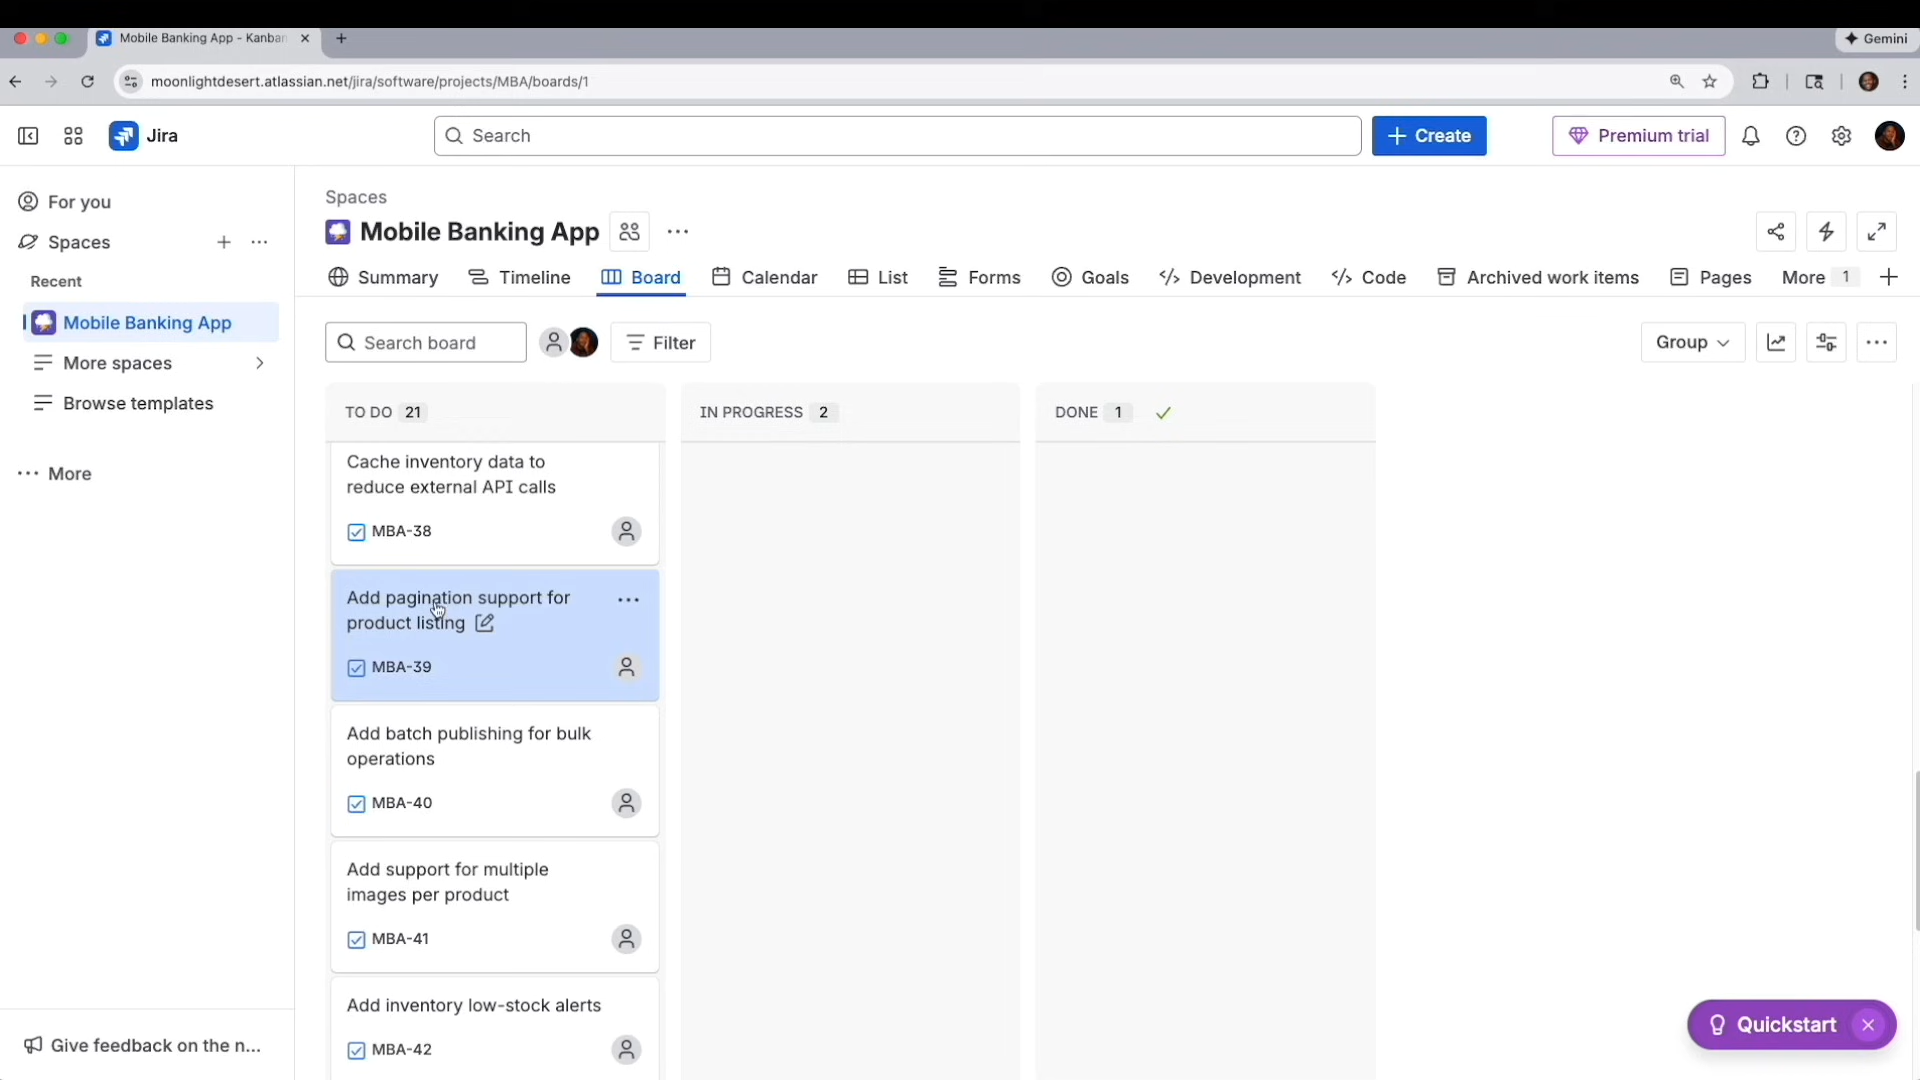 Mobile Banking App - Kanban
Gemini
moonlightdesert.atlassian.net/jira/software/projects/MBA/boards/1
Jira
Search
Create
Premium trial
For you
Spaces
Recent
Mobile Banking App
More spaces
Browse templates
More
Spaces
Mobile Banking App
Summary
Timeline
Board
Calendar
List
Forms
Goals
Development
Code
Archived work items
Pages
More 1
Search board
Filter
Group
TO DO 21
IN PROGRESS 2
DONE 1
Cache inventory data to
reduce external API calls
MBA-38
Add pagination support for
product listing
MBA-39
Add batch publishing for bulk
operations
MBA-40
Add support for multiple
images per product
MBA-41
Add inventory low-stock alerts
MBA-42
Give feedback on the n...
Quickstart